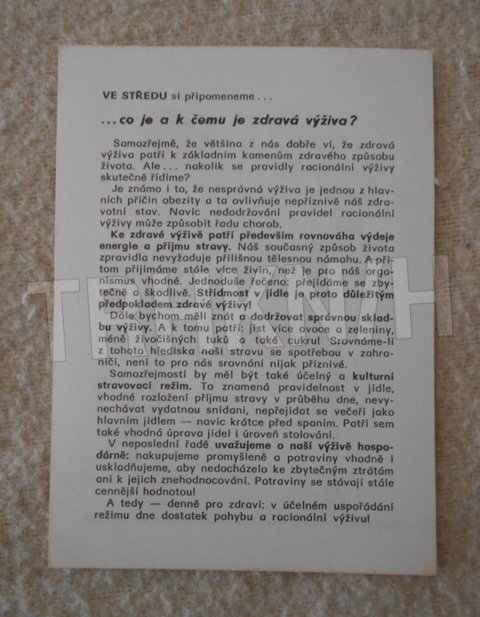 VE STŘEDU si připomeneme...
...co je a k čemu je zdravá výživa?
Samozřejmě, že většina z nás dobře ví, že zdravá
výživa patří k základním kamenům zdravého způsobu
života. Ale... nakolik se pravidly racionální výživy
skutečně řídíme?
Je známo i to, že nesprávná výživa je jednou z hlav-
ních příčin obezity a ta ovlivňuje nepříznivě náš zdra-
votní stav. Navíc nedodržování pravidel racionální
výživy může způsobit řadu chorob.
Ke zdravé výživě patří především rovnováha výdeje
energie a příjmu stravy. Náš současný způsob života
zpravidla nevyžaduje přílišnou tělesnou námahu. A při
tom přijímáme stále více živin, než je pro náš orga-
nismus vhodné. Jednoduše řečeno: přejídáme se zby-
tečně a škodlivě. Střídmost v jídle je proto důležitým
předpokladem zdravé výživy!
Dále bychom měli znát a dodržovat správnou sklad-
bu výživy. A k tomu patří: jíst více ovoce a zeleniny,
méně živočišných tuků a také cukru! Srovnáme-li
z tohoto hlediska naši stravu se spotřebou v zahra-
ničí, není to pro nás srovnání nijak příznivé.
Samozřejmostí by měl být také účelný a kulturní
stravovací režim. To znamená pravidelnost v jídle,
vhodné rozložení příjmu stravy v průběhu dne, nevy-
nechávat vydatnou snídani, nepřejídat se večeří jako
hlavním jídlem — navíc krátce před spaním. Patří sem
také vhodná úprava jídel i úroveň stolování.
V neposlední řadě uvažujeme o naší výživě hospo-
dárně: nakupujeme promyšleně a potraviny vhodně i
uskladňujeme, aby nedocházelo ke zbytečným ztrátám
ani k jejich znehodnocování. Potraviny se stávají stále
cennější hodnotou!
A tedy — denně pro zdraví: v účelném uspořádání
režimu dne dostatek pohybu a racionální výživu!